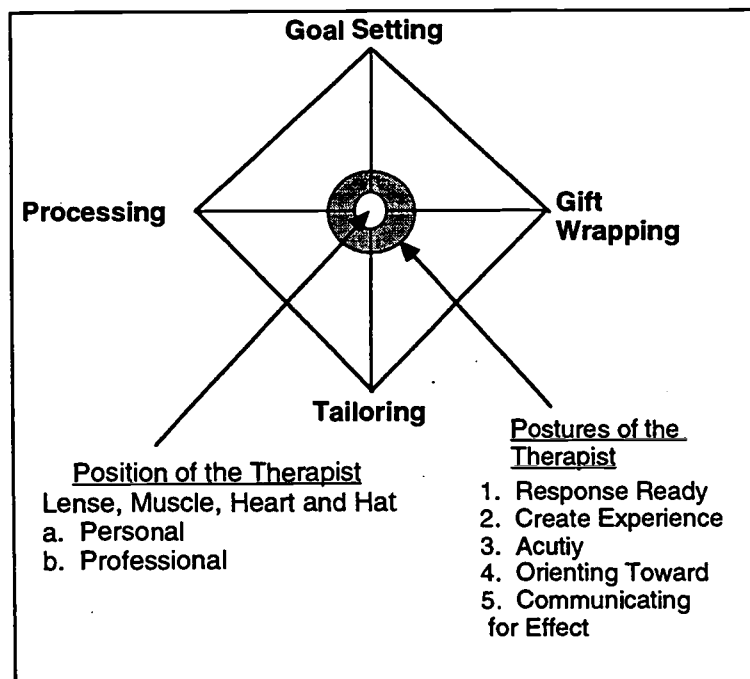 Goal Setting
Processing
Gift
Wrapping
Tailoring
Position of the Therapist
Lense, Muscle, Heart and Hat
a. Personal
b. Professional
Postures of the
Therapist
1. Response Ready
2. Create Experience
3. Acutiy
4. Orienting Toward
5. Communicating
for Effect